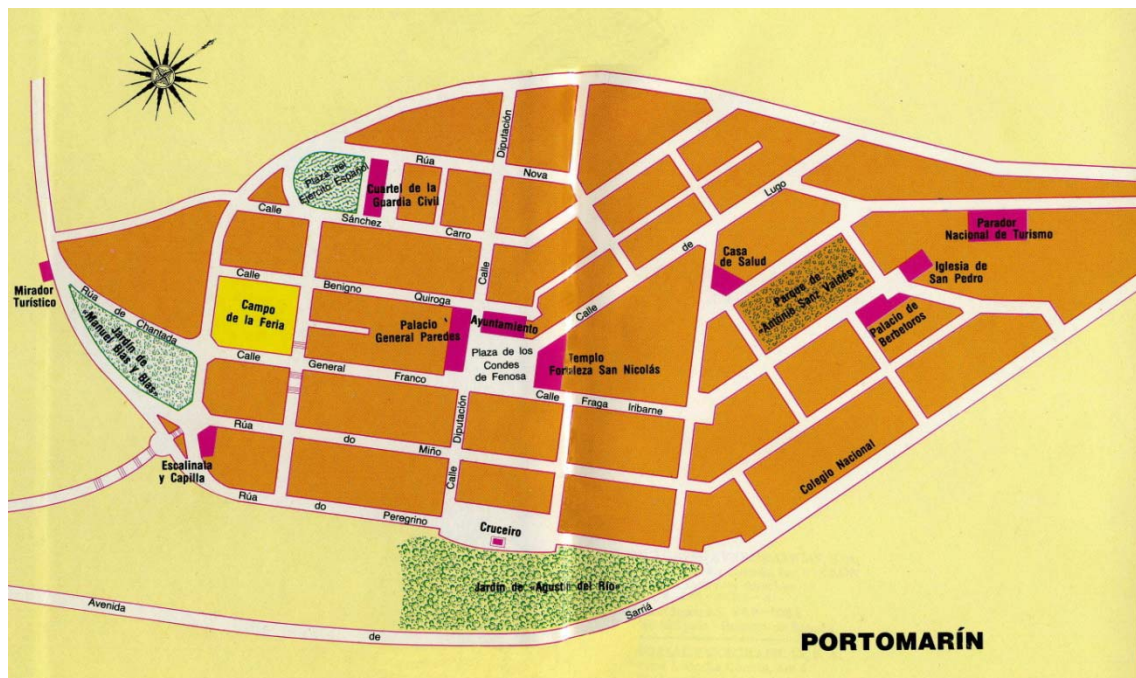 Rúa
Nova
Diputación
Calle
Plaza del
Ejército Español
Cuartel de la
Guardia Civil
Calle
Sánchez
Carro
Lugo
de
Calle
Parador
Nacional de Turismo
Casa
de Salud
Iglesia de
San Pedro
Parque de
«Antonio Sanz Valdés»
Palacio de
Berbetoros
Mirador
Turístico
Rúa
de
Chantada
Jardín de
«Manuel Blas y Blas»
Campo
de la Feria
Calle
Benigno
Quiroga
Palacio
General Paredes
Ayuntamiento
Plaza de los
Condes
de Fenosa
Templo
Fortaleza San Nicolás
Calle
General
Franco
Calle
Fraga
Iribarne
Rúa
do
Miño
Diputación
Calle
Colegio Nacional
Escalinala
y Capilla
Rúa
do
Peregrino
Cruceiro
Jardín de «Agustín del Río»
Avenida
de
Sarriá
PORTOMARÍN